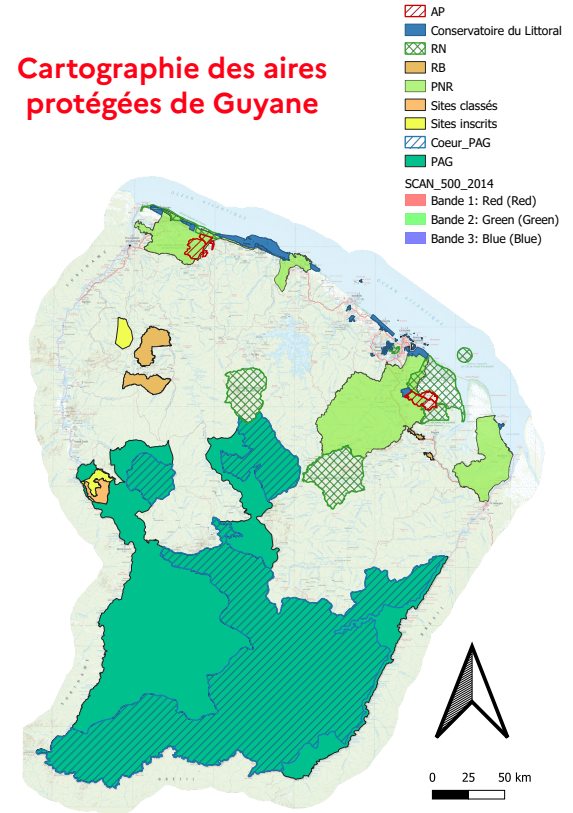 Cartographie des aires
protégées de Guyane
AP
Conservatoire du Littoral
RN
RB
PNR
Sites classés
Sites inscrits
Coeur_PAG
PAG
SCAN_500_2014
Bande 1: Red (Red)
Bande 2: Green (Green)
Bande 3: Blue (Blue)
0 25 50 km